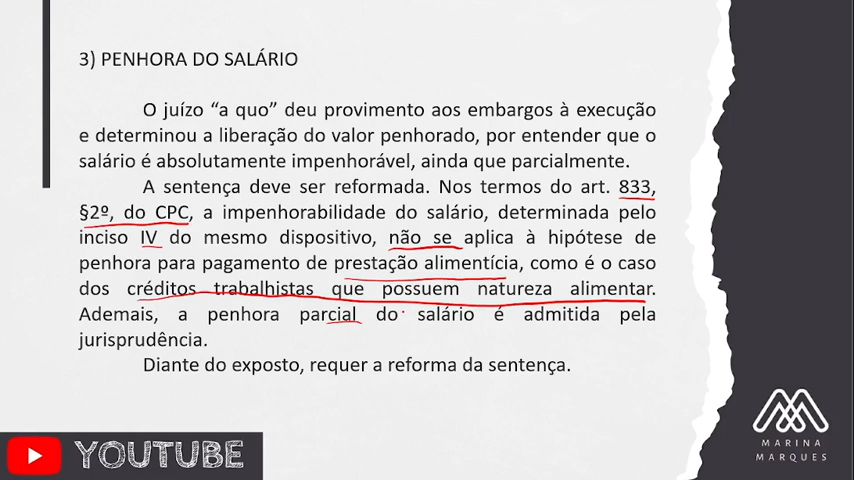 3) PENHORA DO SALÁRIO
O juízo “a quo” deu provimento aos embargos à execução
e determinou a liberação do valor penhorado, por entender que o
salário é absolutamente impenhorável, ainda que parcialmente.
A sentença deve ser reformada. Nos termos do art. 833,
§2º, do CPC, a impenhorabilidade do salário, determinada pelo
inciso IV do mesmo dispositivo, não se aplica à hipótese de
penhora para pagamento de prestação alimentícia, como é o caso
dos créditos trabalhistas que possuem natureza alimentar.
Ademais, a penhora parcial do salário é admitida pela
jurisprudência.
Diante do exposto, requer a reforma da sentença.
YOUTUBE
MARINA
MARQUES